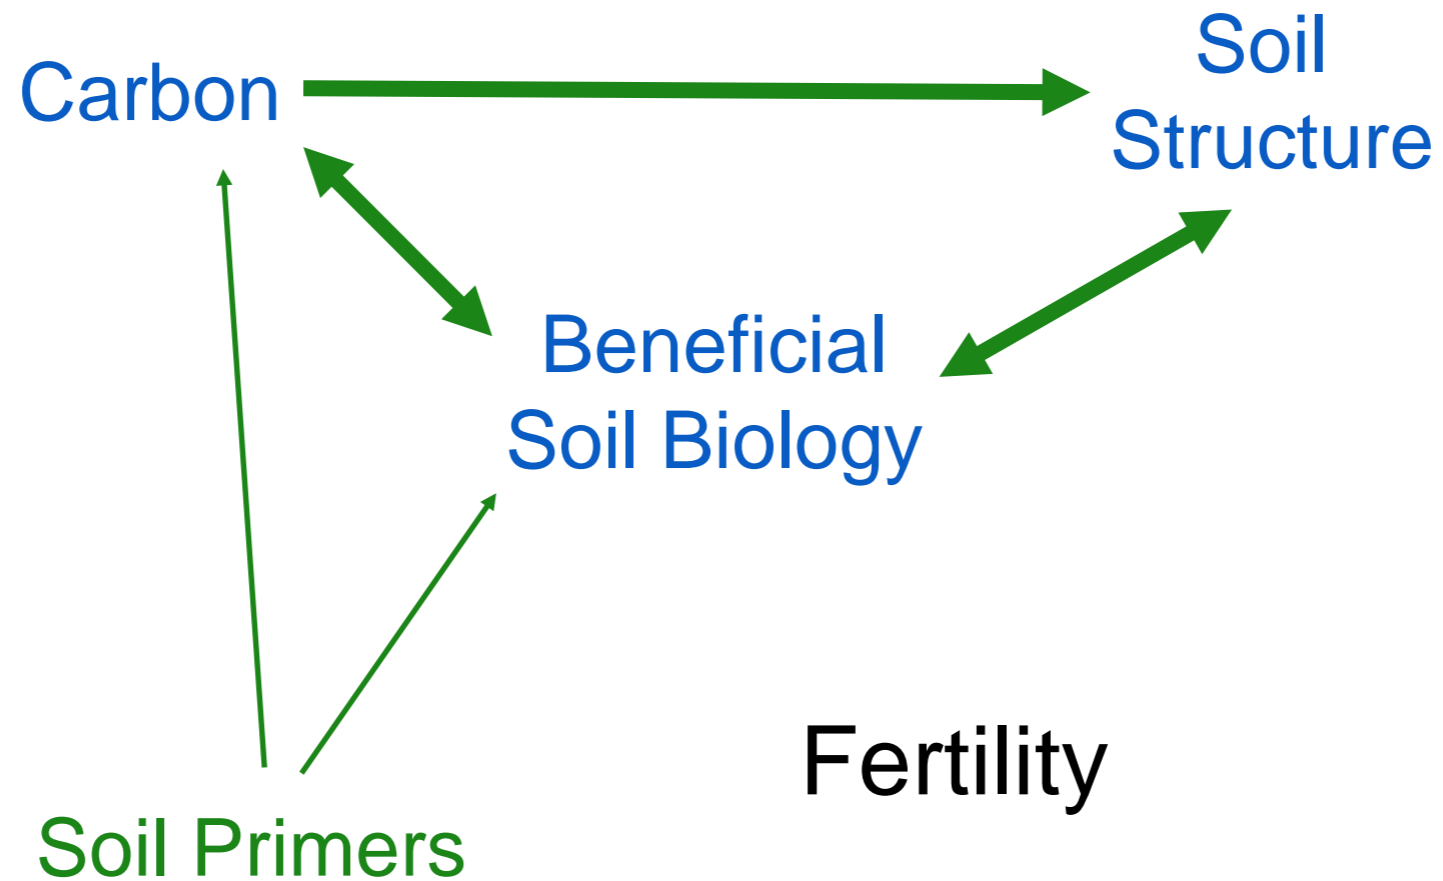 Carbon
Soil
Structure
Beneficial
Soil Biology
Fertility
Soil Primers